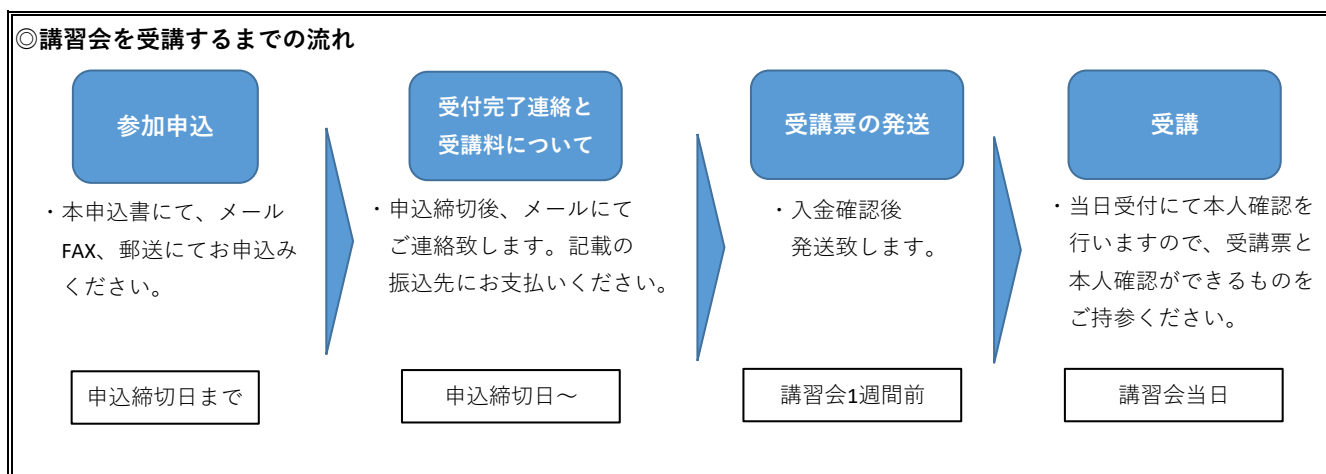 ◎講習会を受講するまでの流れ
参加申込
・本申込書にて、メール
FAX、郵送にてお申込み
ください。
申込締切日まで
受付完了連絡と
受講料について
・申込締切後、メールにて
ご連絡致します。記載の
振込先にお支払いください。
申込締切日～
受講票の発送
・入金確認後
発送致します。
講習会1週間前
受講
・当日受付にて本人確認を
行いますので、受講票と
本人確認ができるものを
ご持参ください。
講習会当日